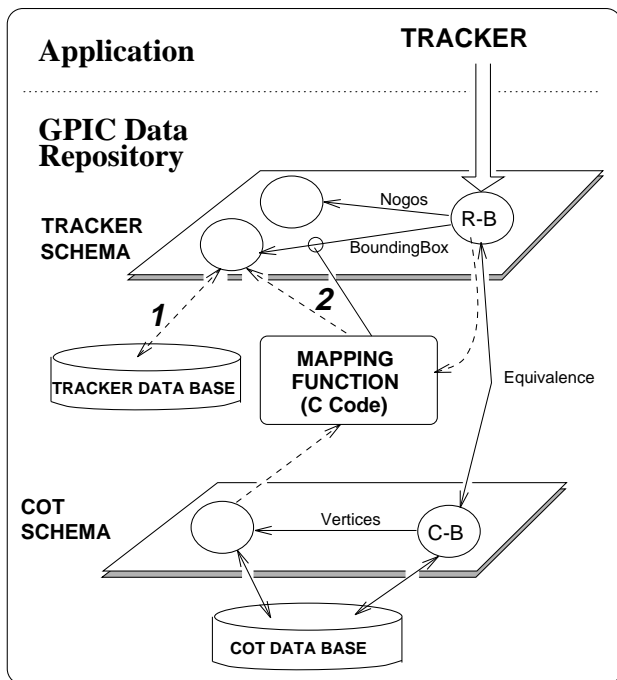 TRACKER
Application
GPIC Data
Repository
Nogos
R-B
TRACKER
SCHEMA
BoundingBox
1
2
MAPPING
FUNCTION
(C Code)
TRACKER DATA BASE
Equivalence
COT
SCHEMA
Vertices
C-B
COT DATA BASE